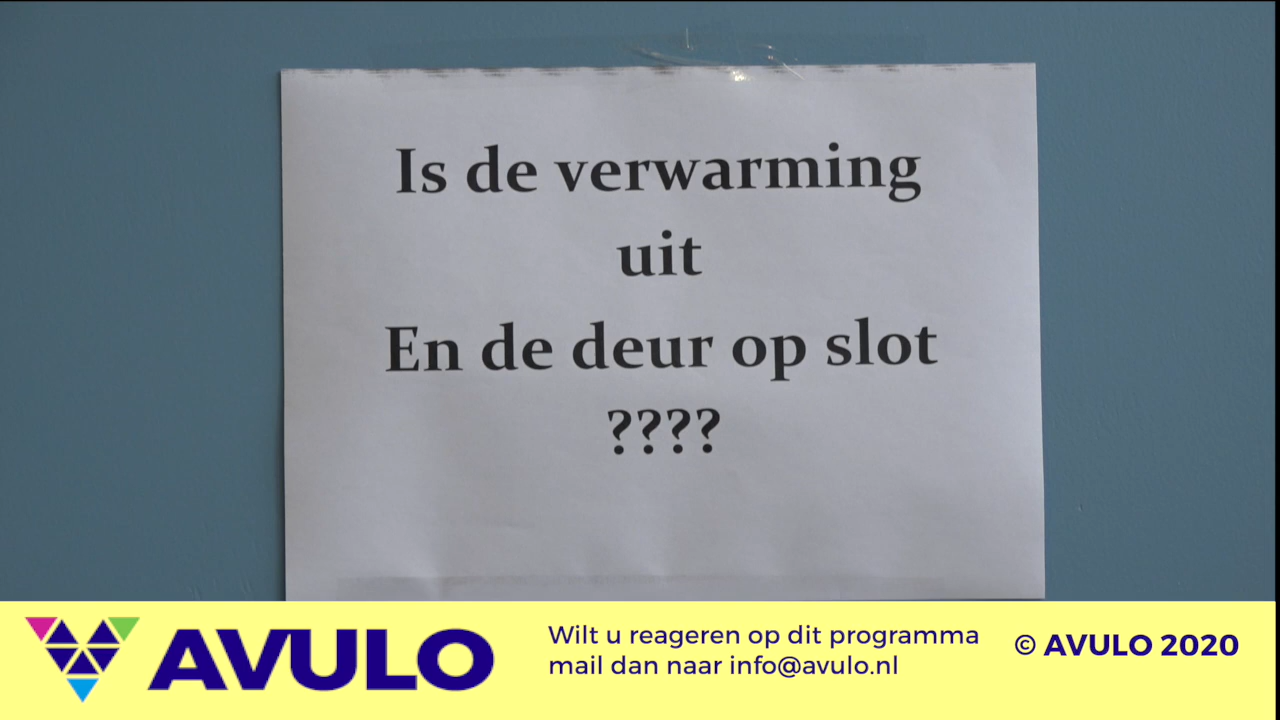 Is de verwarming
uit
En de deur op slot
????
AVULO
Wilt u reageren op dit programma
mail dan naar info@avulo.nl
© AVULO 2020